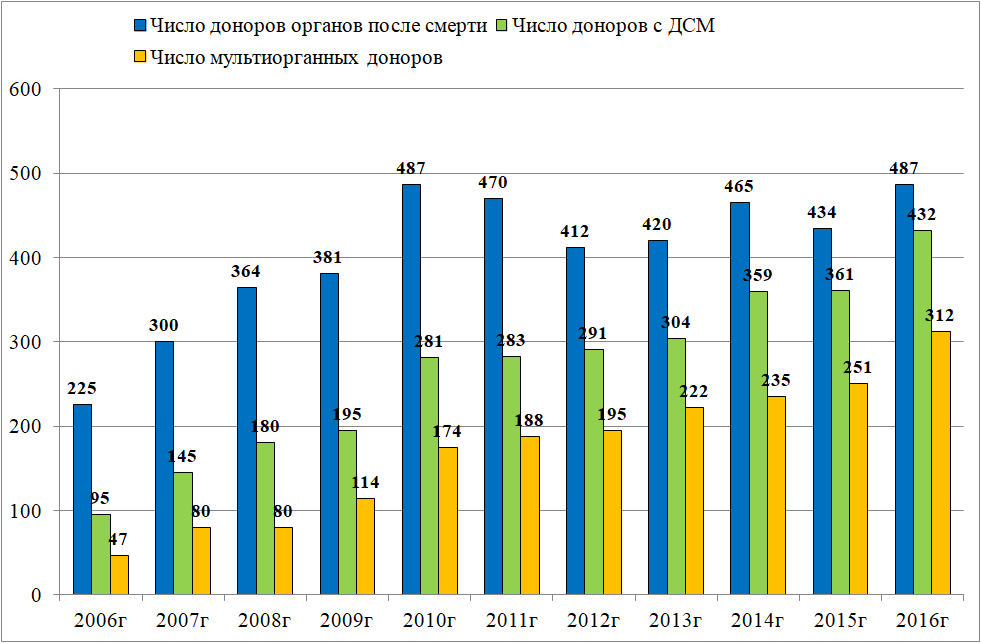 Число доноров органов после смерти Число доноров с ДСМ
Число мультиорганных доноров
600
500
400
300
200
100
0
225 95 47
300 145 80
364 180 80
381 195 114
487 281 174
470 283 188
412 291 195
420 304 222
465 359 235
434 361 251
487 432 312
2006г 2007г 2008г 2009г 2010г 2011г 2012г 2013г 2014г 2015г 2016г